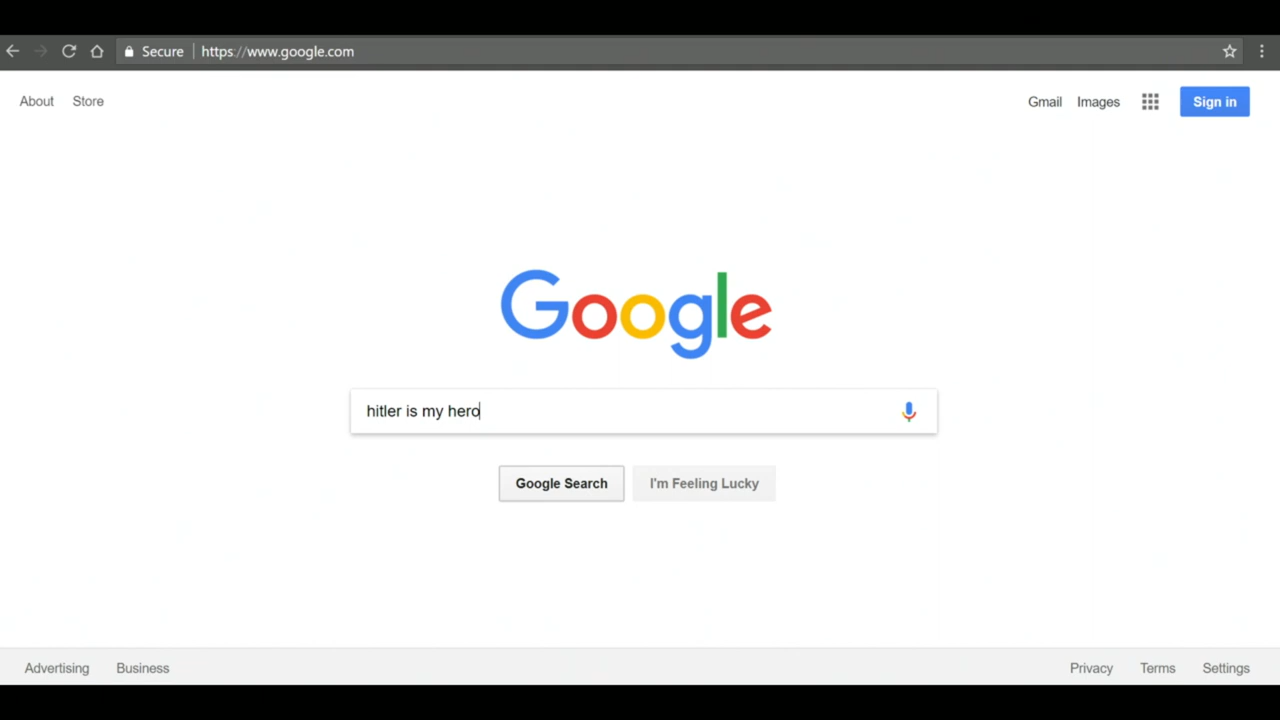 Secure https://www.google.com
About Store Gmail Images Sign in
Google
hitler is my hero
Google Search I'm Feeling Lucky
Advertising Business Privacy Terms Settings